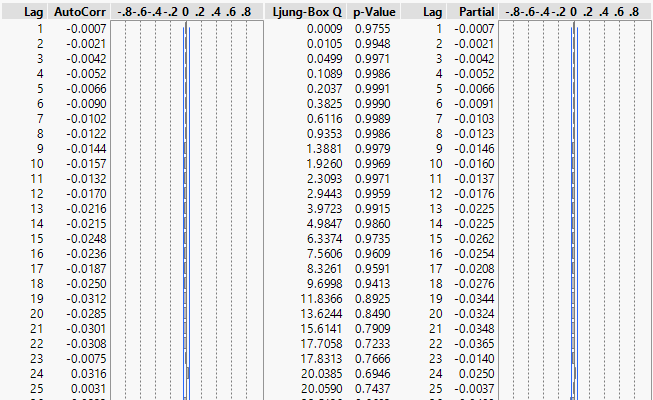 Lag AutoCorr -.8-.6-.4-.2 0 .2 .4 .6 .8 Ljung-Box Q p-Value Lag Partial -.8-.6-.4-.2 0 .2 .4 .6 .8
1 -0.0007 0.0009 0.9755 1 -0.0007
2 -0.0021 0.0105 0.9948 2 -0.0021
3 -0.0042 0.0499 0.9971 3 -0.0042
4 -0.0052 0.1089 0.9986 4 -0.0052
5 -0.0066 0.2037 0.9991 5 -0.0066
6 -0.0090 0.3825 0.9990 6 -0.0091
7 -0.0102 0.6116 0.9989 7 -0.0103
8 -0.0122 0.9353 0.9986 8 -0.0123
9 -0.0144 1.3881 0.9979 9 -0.0146
10 -0.0157 1.9260 0.9969 10 -0.0160
11 -0.0132 2.3093 0.9971 11 -0.0137
12 -0.0170 2.9443 0.9959 12 -0.0176
13 -0.0216 3.9723 0.9915 13 -0.0225
14 -0.0215 4.9847 0.9860 14 -0.0225
15 -0.0248 6.3374 0.9735 15 -0.0262
16 -0.0236 7.5606 0.9609 16 -0.0254
17 -0.0187 8.3261 0.9591 17 -0.0208
18 -0.0250 9.6998 0.9413 18 -0.0276
19 -0.0312 11.8366 0.8925 19 -0.0344
20 -0.0285 13.6244 0.8490 20 -0.0324
21 -0.0301 15.6141 0.7909 21 -0.0348
22 -0.0308 17.7058 0.7233 22 -0.0365
23 -0.0075 17.8313 0.7666 23 -0.0140
24 0.0316 20.0385 0.6946 24 0.0250
25 0.0031 20.0590 0.7437 25 -0.0037